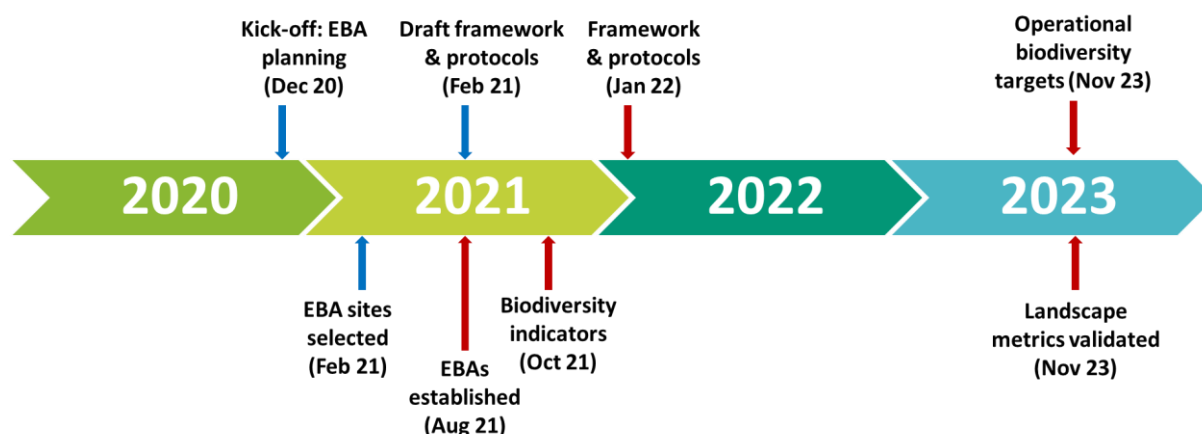 Kick-off: EBA
planning
(Dec 20)
Draft framework
& protocols
(Feb 21)
Framework
& protocols
(Jan 22)
Operational
biodiversity
targets (Nov 23)
2020
2021
2022
2023
EBA sites
selected
(Feb 21)
EBAs
established
(Aug 21)
Biodiversity
indicators
(Oct 21)
Landscape
metrics validated
(Nov 23)